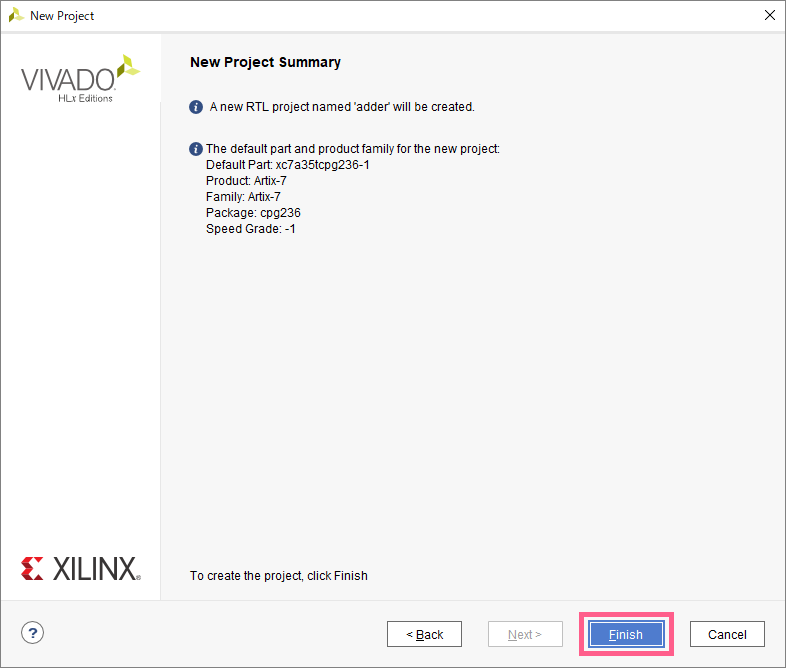 New Project
VIVADO.
HLx Editions
New Project Summary
A new RTL project named 'adder' will be created.
The default part and product family for the new project:
Default Part: xc7a35tcpg236-1
Product: Artix-7
Family: Artix-7
Package: cpg236
Speed Grade: -1
XILINX®
To create the project, click Finish
?
< Back
Next >
Finish
Cancel